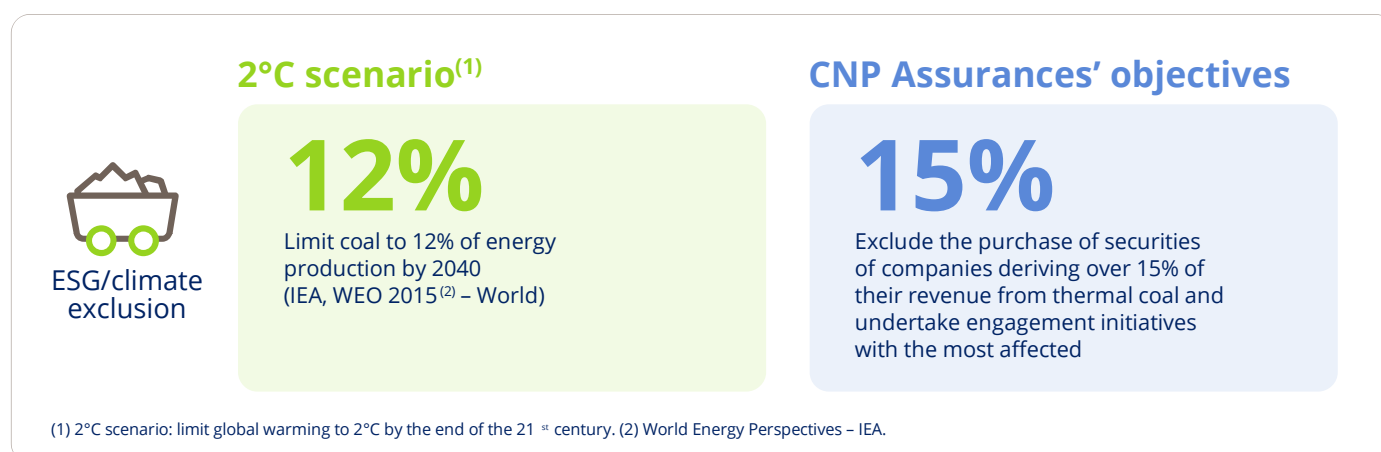 2°C scenario(1)
CNP Assurances’ objectives
ESG/climate
exclusion
12%
Limit coal to 12% of energy
production by 2040
(IEA, WEO 2015(2) – World)
15%
Exclude the purchase of securities
of companies deriving over 15% of
their revenue from thermal coal and
undertake engagement initiatives
with the most affected
(1) 2°C scenario: limit global warming to 2°C by the end of the 21 st century. (2) World Energy Perspectives – IEA.